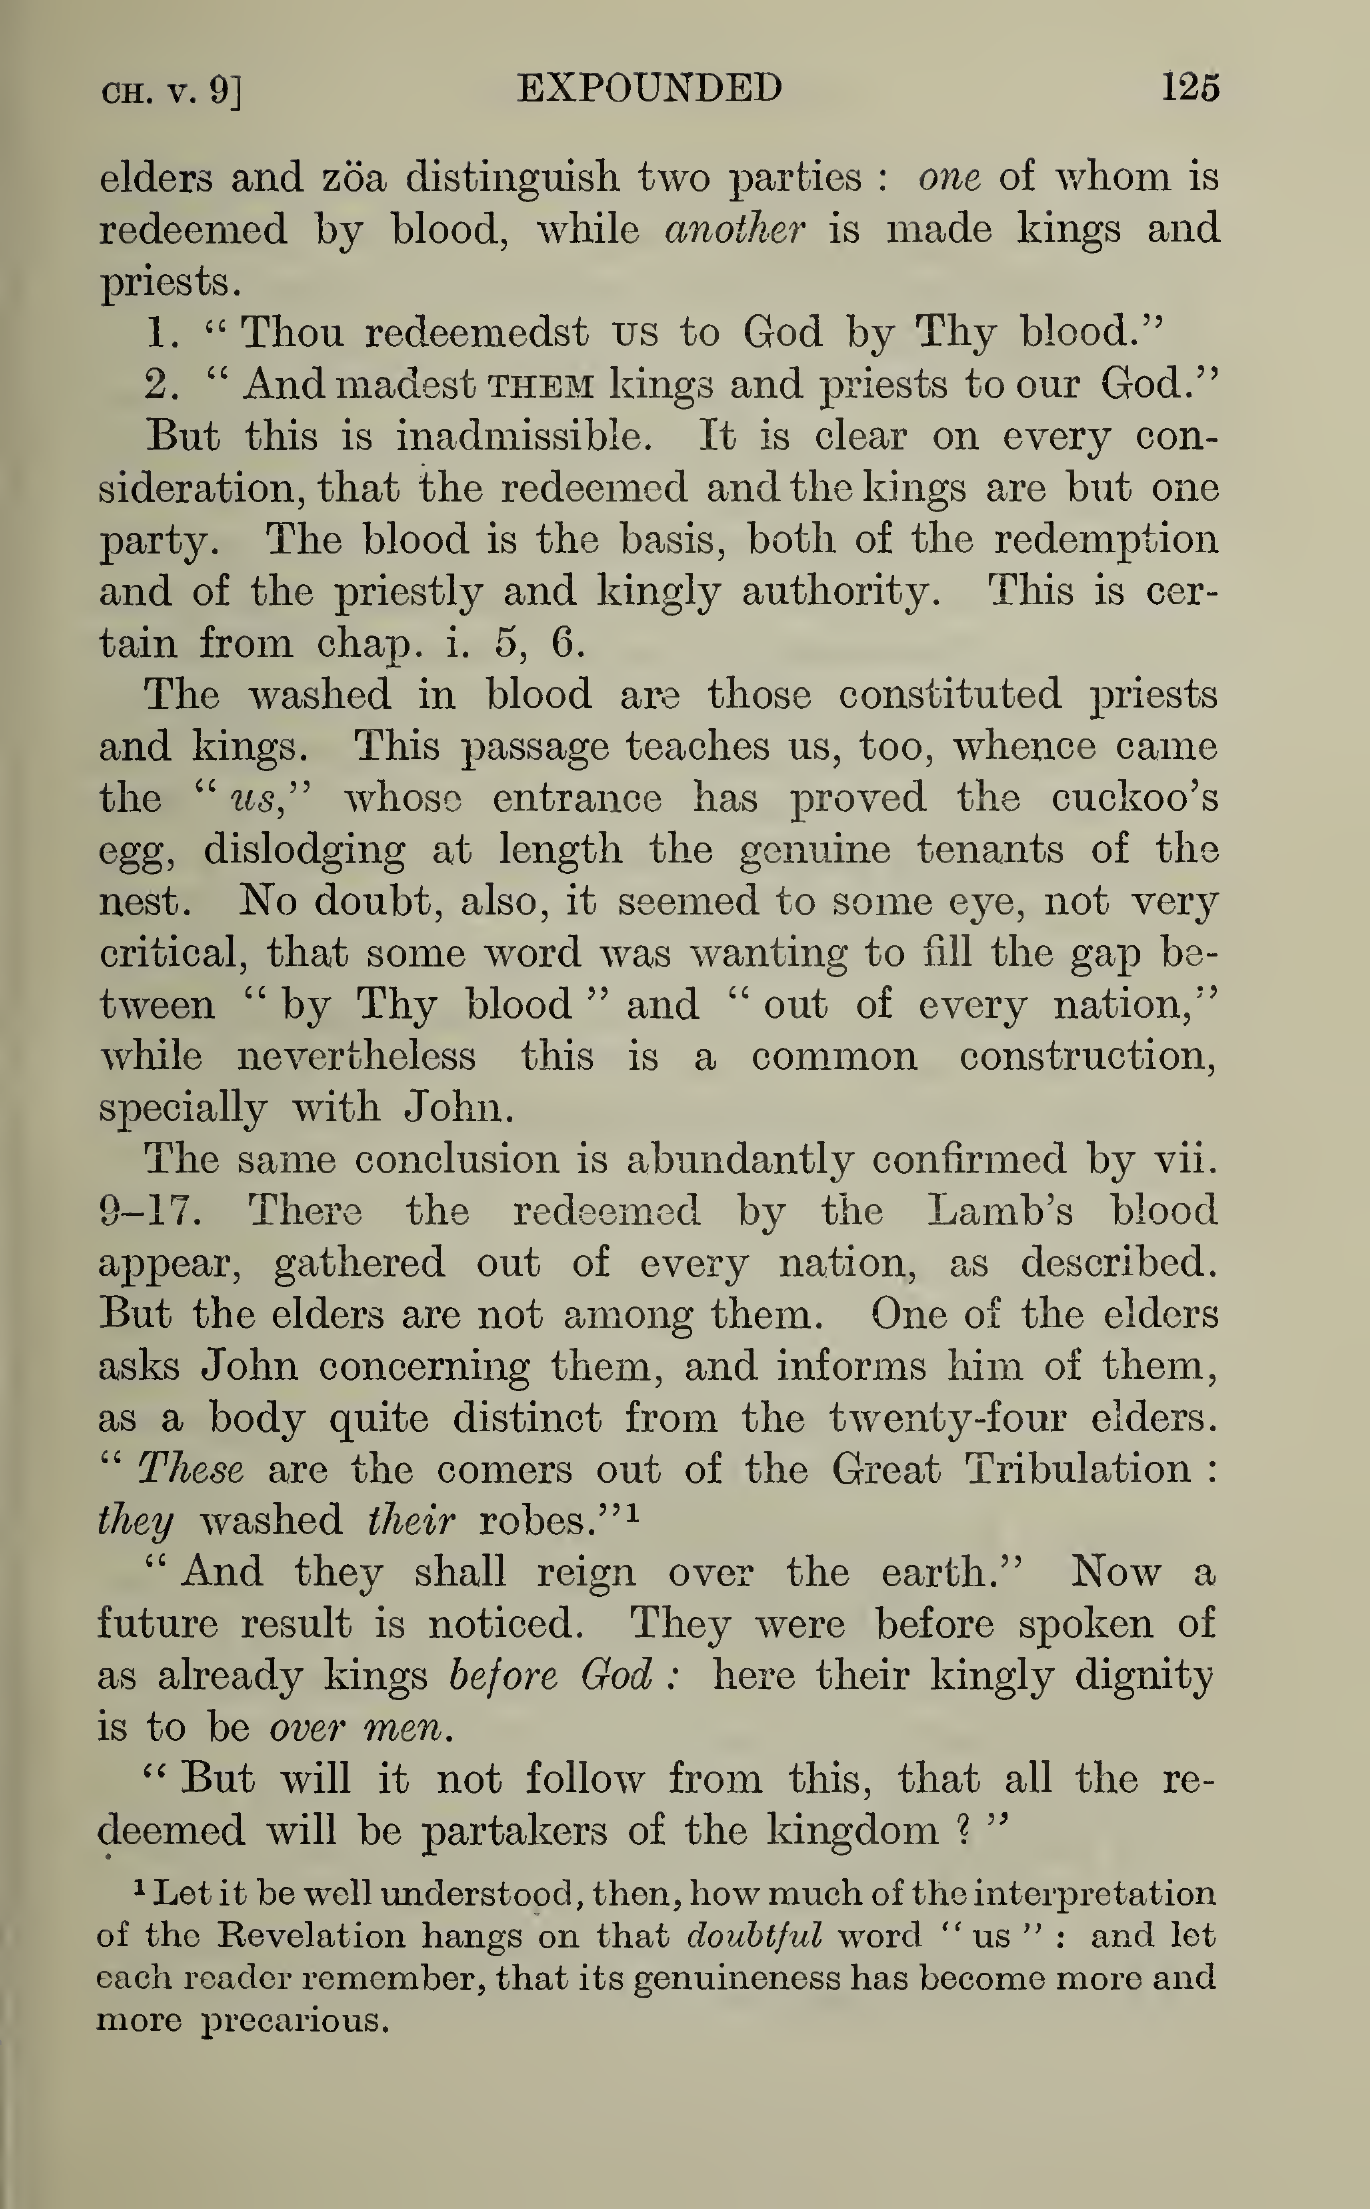 CH. V. 9] EXPOUNDED 125
elders and zöa distinguish two parties : one of whom is
redeemed by blood, while another is made kings and
priests.
1. “ Thou redeemedst US to God by Thy blood.”
2. “ And madest THEM kings and priests to our God.”
But this is inadmissible. It is clear on every con-
sideration, that the redeemed and the kings are but one
party. The blood is the basis, both of the redemption
and of the priestly and kingly authority. This is cer-
tain from chap. i. 5, 6.
The washed in blood are those constituted priests
and kings. This passage teaches us, too, whence came
the “ us,” whose entrance has proved the cuckoo’s
egg, dislodging at length the genuine tenants of the
nest. No doubt, also, it seemed to some eye, not very
critical, that some word was wanting to fill the gap be-
tween “ by Thy blood ” and “ out of every nation,”
while nevertheless this is a common construction,
specially with John.
The same conclusion is abundantly confirmed by vii.
9–17. There the redeemed by the Lamb’s blood
appear, gathered out of every nation, as described.
But the elders are not among them. One of the elders
asks John concerning them, and informs him of them,
as a body quite distinct from the twenty-four elders.
“ These are the comers out of the Great Tribulation :
they washed their robes.”¹
“ And they shall reign over the earth.” Now a
future result is noticed. They were before spoken of
as already kings before God : here their kingly dignity
is to be over men.
“ But will it not follow from this, that all the re-
deemed will be partakers of the kingdom ? ”
¹ Let it be well understood, then, how much of the interpretation
of the Revelation hangs on that doubtful word “ us ” : and let
each reader remember, that its genuineness has become more and
more precarious.